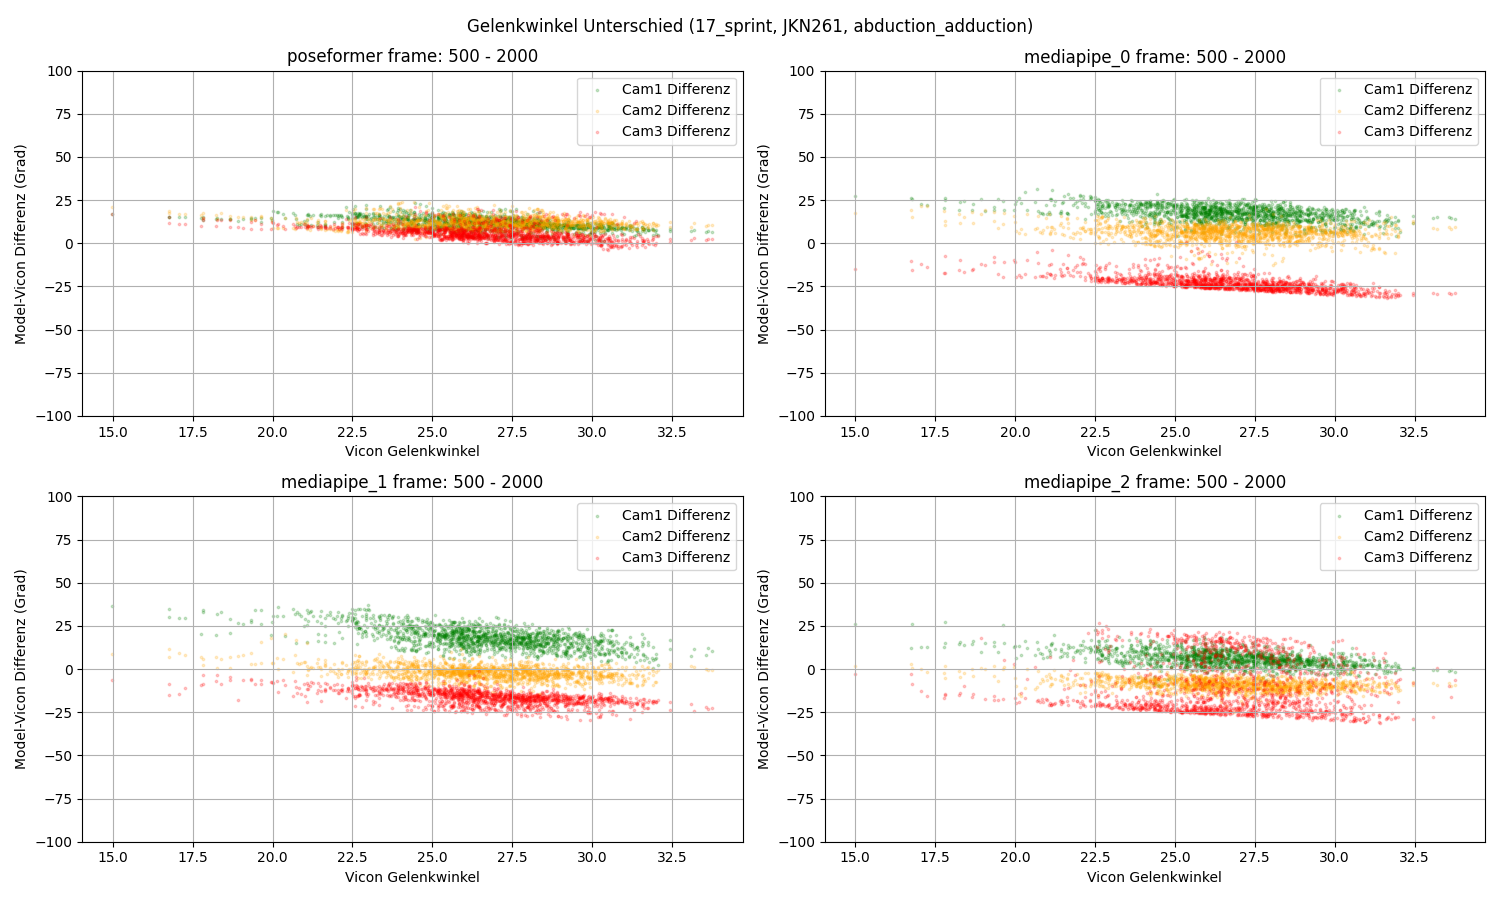 Gelenkwinkel Unterschied (17_sprint, JKN261, abduction_adduction)
poseformer frame: 500 - 2000
100
75
50
25
0
−25
−50
−75
−100
Model-Vicon Differenz (Grad)
Cam1 Differenz
Cam2 Differenz
Cam3 Differenz
15.0 17.5 20.0 22.5 25.0 27.5 30.0 32.5
Vicon Gelenkwinkel
mediapipe_0 frame: 500 - 2000
100
75
50
25
0
−25
−50
−75
−100
Model-Vicon Differenz (Grad)
Cam1 Differenz
Cam2 Differenz
Cam3 Differenz
15.0 17.5 20.0 22.5 25.0 27.5 30.0 32.5
Vicon Gelenkwinkel
mediapipe_1 frame: 500 - 2000
100
75
50
25
0
−25
−50
−75
−100
Model-Vicon Differenz (Grad)
Cam1 Differenz
Cam2 Differenz
Cam3 Differenz
15.0 17.5 20.0 22.5 25.0 27.5 30.0 32.5
Vicon Gelenkwinkel
mediapipe_2 frame: 500 - 2000
100
75
50
25
0
−25
−50
−75
−100
Model-Vicon Differenz (Grad)
Cam1 Differenz
Cam2 Differenz
Cam3 Differenz
15.0 17.5 20.0 22.5 25.0 27.5 30.0 32.5
Vicon Gelenkwinkel